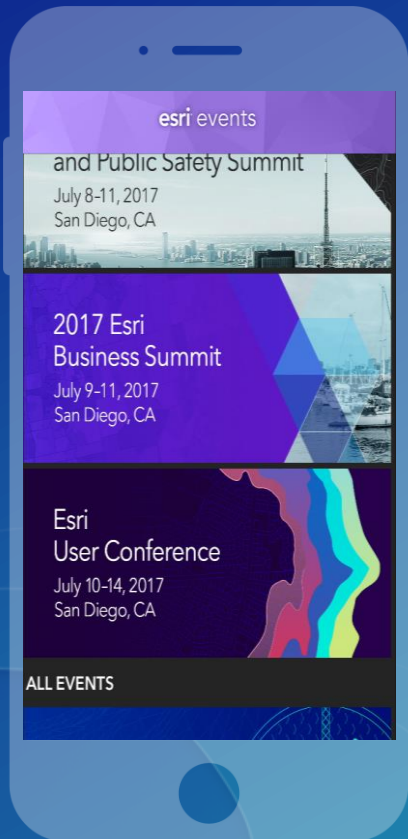 esri events
and Public Safety Summit
July 8-11, 2017
San Diego, CA
2017 Esri
Business Summit
July 9-11, 2017
San Diego, CA
Esri
User Conference
July 10-14, 2017
San Diego, CA
ALL EVENTS